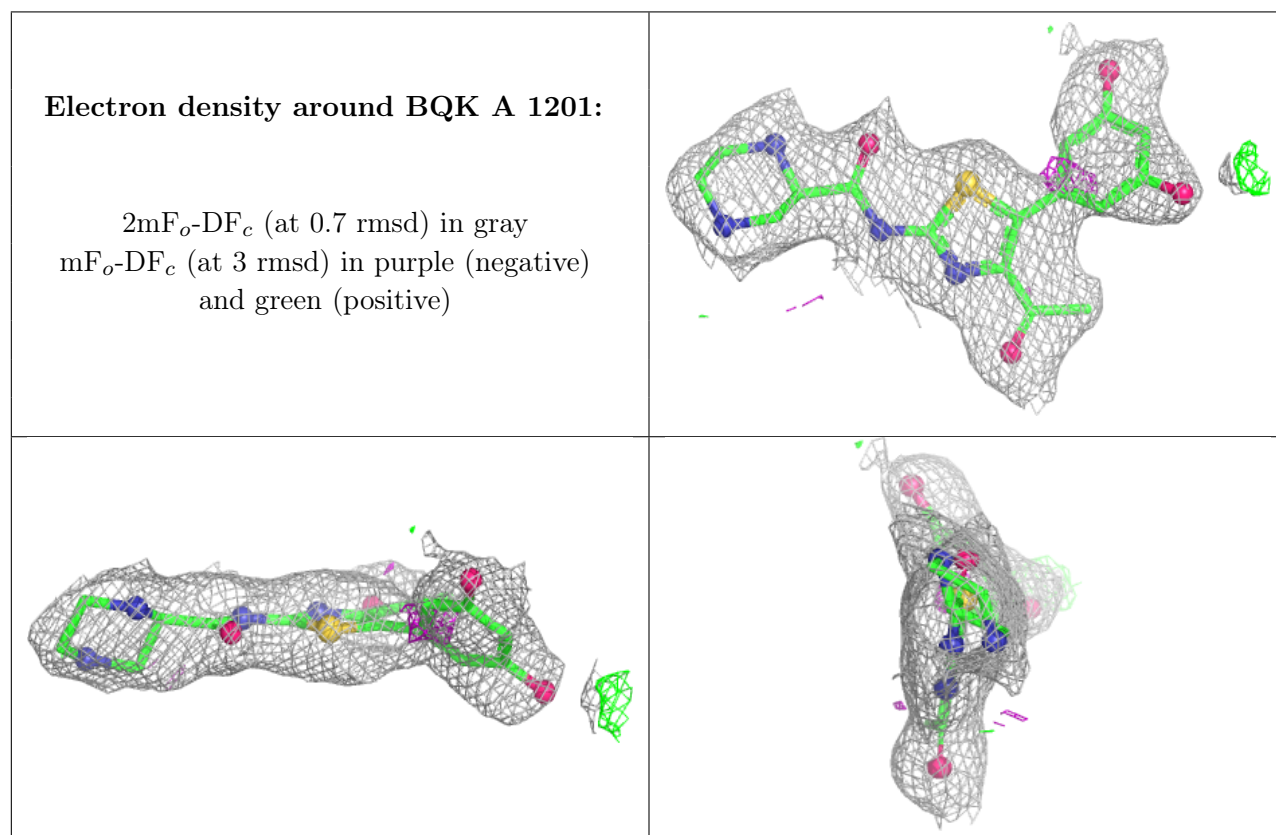 Electron density around BQK A 1201:
2mFo-DFc (at 0.7 rmsd) in gray
mFo-DFc (at 3 rmsd) in purple (negative)
and green (positive)